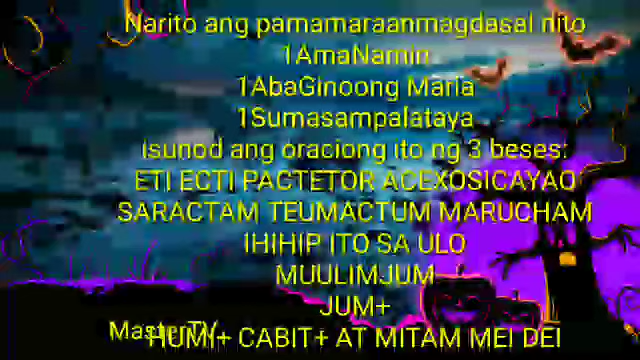 Narito ang pamamaraanmagdasal nito
1AmaNamin
1AbaGinoong Maria
1Sumasampalataya
Isunod ang oraciong ito ng 3 beses:
ETI ECTI PACTETOR ACEXOSICAYAO
SARACTAM TEUMACTUM MARUCHAM
IHIHIP ITO SA ULO
MUULIMJUM
JUM+
HUMI+ CABIT+ AT MITAM MEI DEI
MasterTV